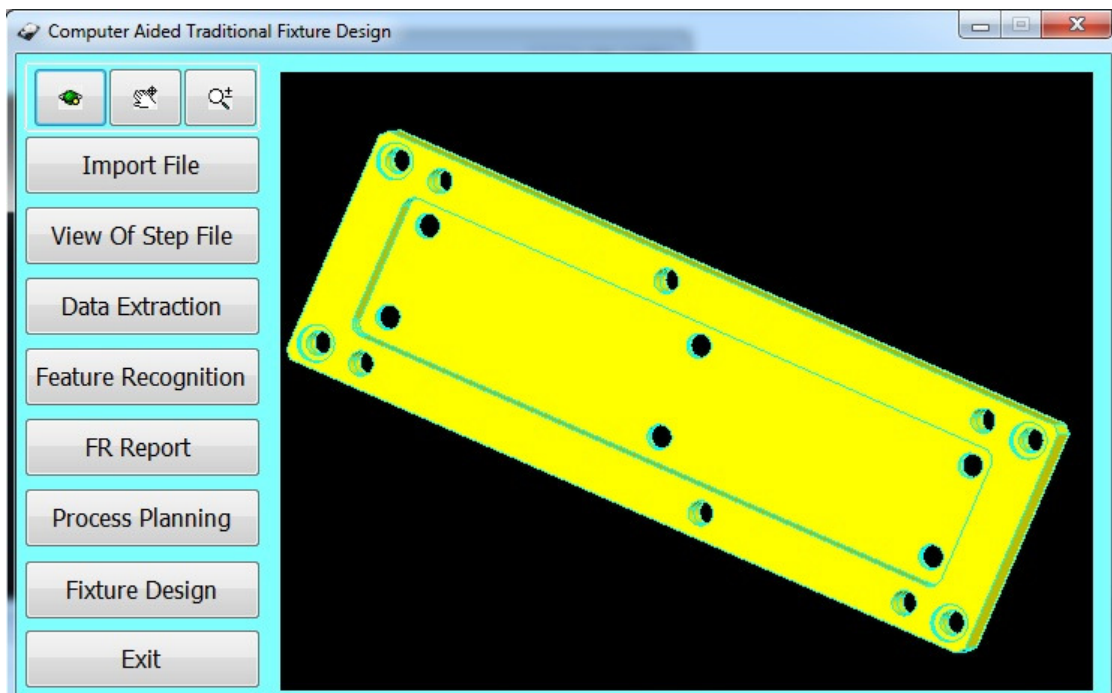 Computer Aided Traditional Fixture Design
Import File
View Of Step File
Data Extraction
Feature Recognition
FR Report
Process Planning
Fixture Design
Exit